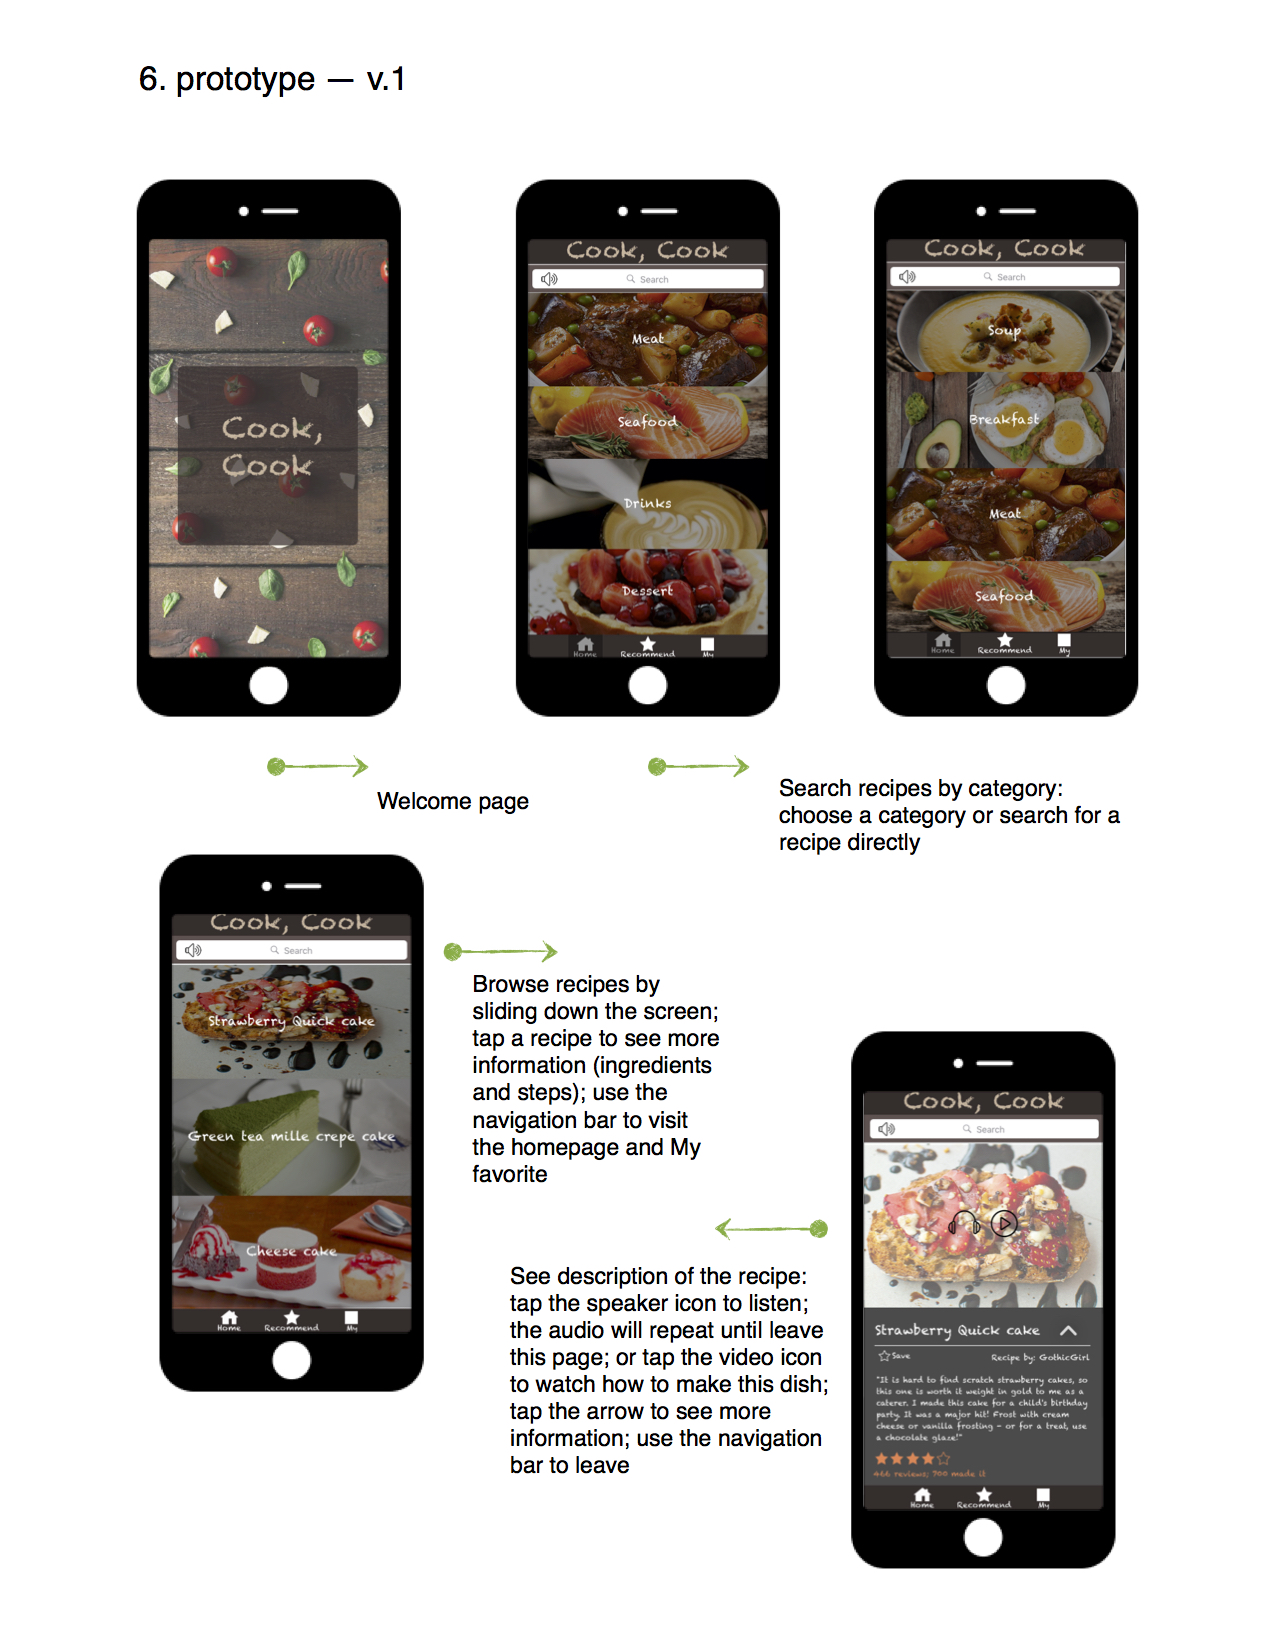 6. prototype — v.1
Cook,
Cook
Cook, Cook
Search
Meat
Seafood
Drinks
Dessert
Home
Recommend
My
Cook, Cook
Search
Soup
Breakfast
Meat
Seafood
Home
Recommend
My
Welcome page
Search recipes by category:
choose a category or search for a
recipe directly
Cook, Cook
Search
Strawberry Quick cake
Green tea mille crepe cake
Cheese cake
Home
Recommend
My
Browse recipes by
sliding down the screen;
tap a recipe to see more
information (ingredients
and steps); use the
navigation bar to visit
the homepage and My
favorite
See description of the recipe:
tap the speaker icon to listen;
the audio will repeat until leave
this page; or tap the video icon
to watch how to make this dish;
tap the arrow to see more
information; use the navigation
bar to leave
Cook, Cook
Search
Strawberry Quick cake
Save
Recipe by: GothicGirl
"It is hard to find scratch strawberry cakes, so
this one is worth it weight in gold to me as a
caterer. I made this cake for a child's birthday
party. It was a major hit! Frost with cream
cheese or vanilla frosting - or for a treat, use
a chocolate glaze!"
466 reviews; 900 made it
Home
Recommend
My